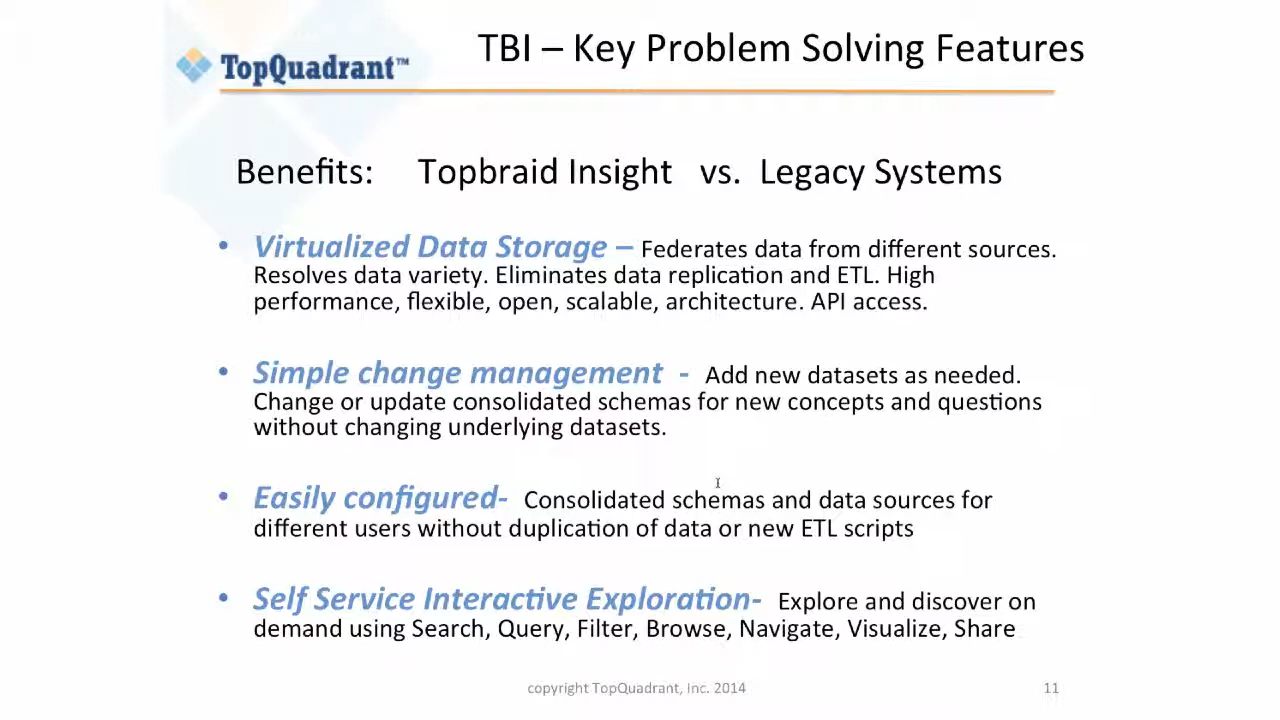 TBI – Key Problem Solving Features
TopQuadrant™
Benefits: Topbraid Insight vs. Legacy Systems
• Virtualized Data Storage – Federates data from different sources.
Resolves data variety. Eliminates data replication and ETL. High
performance, flexible, open, scalable, architecture. API access.
• Simple change management - Add new datasets as needed.
Change or update consolidated schemas for new concepts and questions
without changing underlying datasets.
• Easily configured- Consolidated schemas and data sources for
different users without duplication of data or new ETL scripts
• Self Service Interactive Exploration- Explore and discover on
demand using Search, Query, Filter, Browse, Navigate, Visualize, Share
copyright TopQuadrant, Inc. 2014
11